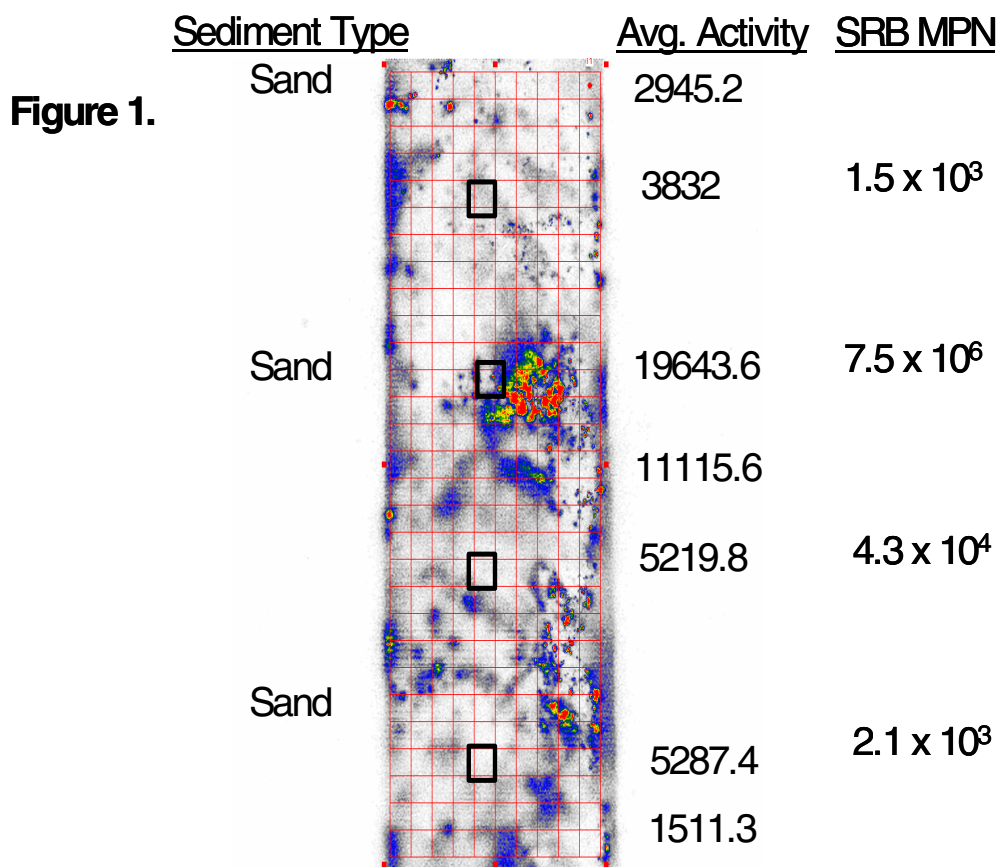 Sediment Type Avg. Activity SRB MPN
Sand 2945.2
Figure 1.
3832 1.5 x 10³
Sand 19643.6 7.5 x 10⁶
11115.6
5219.8 4.3 x 10⁴
Sand
5287.4 2.1 x 10³
1511.3